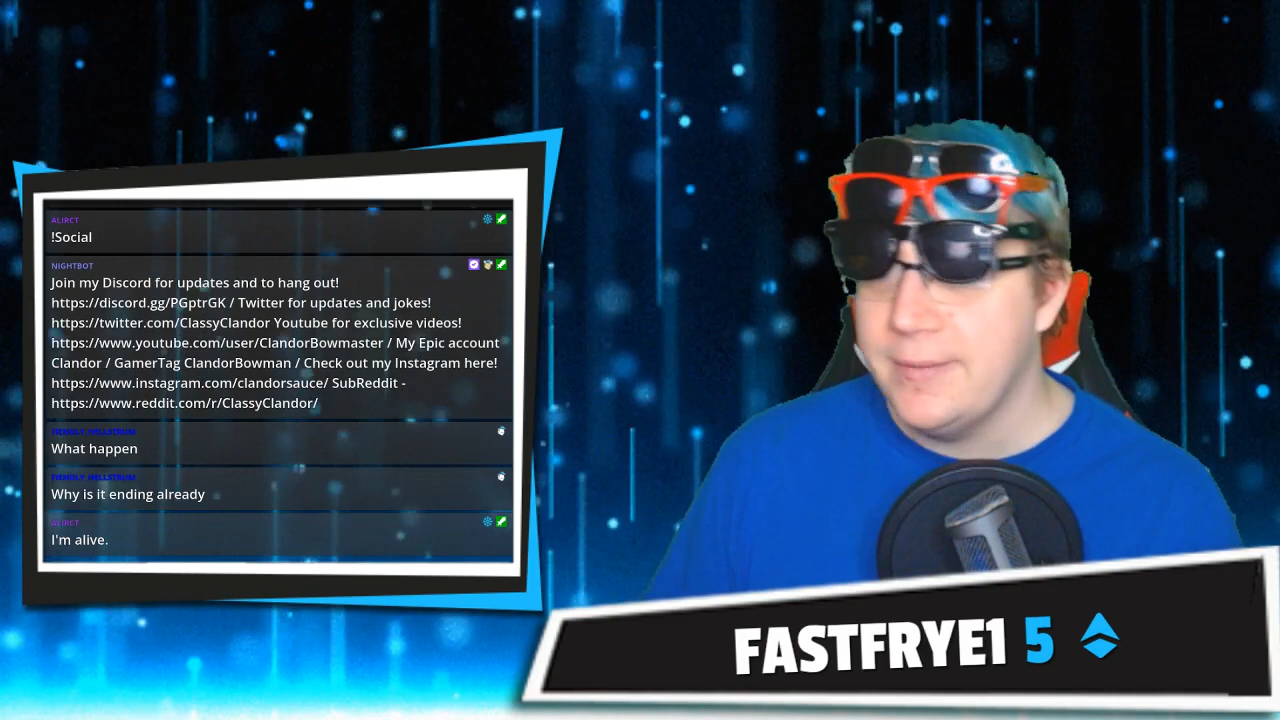 ALIRCT
!Social
NIGHTBOT
Join my Discord for updates and to hang out!
https://discord.gg/PGptrGK / Twitter for updates and jokes!
https://twitter.com/ClassyClandor Youtube for exclusive videos!
https://www.youtube.com/user/ClandorBowmaster / My Epic account
Clandor / GamerTag ClandorBowman / Check out my Instagram here!
https://www.instagram.com/clandorsauce/ SubReddit -
https://www.reddit.com/r/ClassyClandor/
FIENDLY_HELLSTRUM
What happen
FIENDLY_HELLSTRUM
Why is it ending already
ALIRCT
I'm alive.
FASTFRYE1 5